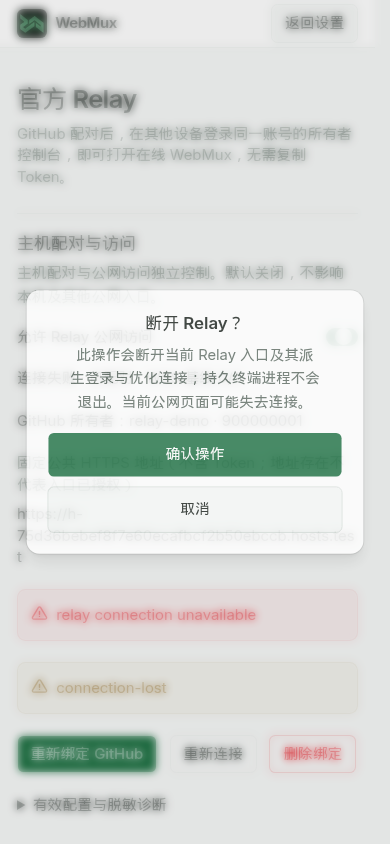 WebMux
返回设置
官方 Relay
GitHub 配对后，在其他设备登录同一账号的所有者
控制台，即可打开在线 WebMux，无需复制
Token。
主机配对与访问
主机配对与公网访问独立控制。默认关闭，不影响
断开 Relay？
此操作会断开当前 Relay 入口及其派
生登录与优化连接；持久终端进程不会
退出。当前公网页面可能失去连接。
确认操作
取消
relay connection unavailable
connection-lost
重新绑定 GitHub
重新连接
删除绑定
有效配置与脱敏诊断